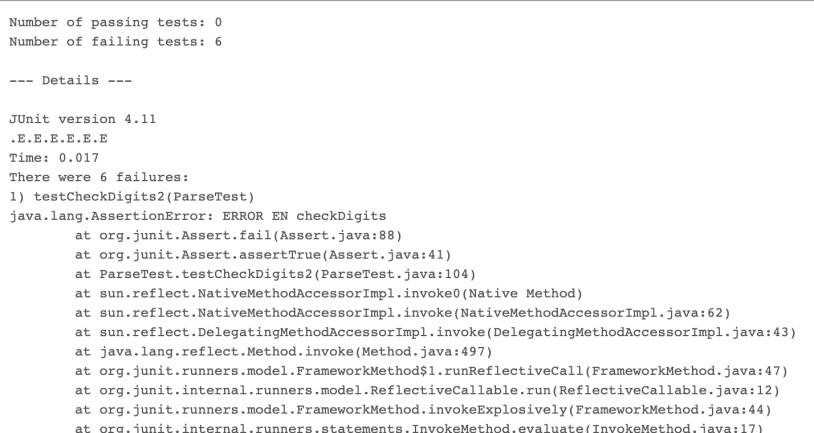 Number of passing tests: 0
Number of failing tests: 6
--- Details ---
JUnit version 4.11
.E.E.E.E.E.E
Time: 0.017
There were 6 failures:
1) testCheckDigits2(ParseTest)
java.lang.AssertionError: ERROR EN checkDigits
at org.junit.Assert.fail(Assert.java:88)
at org.junit.Assert.assertTrue(Assert.java:41)
at ParseTest.testCheckDigits2(ParseTest.java:104)
at sun.reflect.NativeMethodAccessorImpl.invoke0(Native Method)
at sun.reflect.NativeMethodAccessorImpl.invoke(NativeMethodAccessorImpl.java:62)
at sun.reflect.DelegatingMethodAccessorImpl.invoke(DelegatingMethodAccessorImpl.java:43)
at java.lang.reflect.Method.invoke(Method.java:497)
at org.junit.runners.model.FrameworkMethod$1.runReflectiveCall(FrameworkMethod.java:47)
at org.junit.internal.runners.model.ReflectiveCallable.run(ReflectiveCallable.java:12)
at org.junit.runners.model.FrameworkMethod.invokeExplosively(FrameworkMethod.java:44)
at org.junit.internal.runners.statements.InvokeMethod.evaluate(InvokeMethod.java:17)